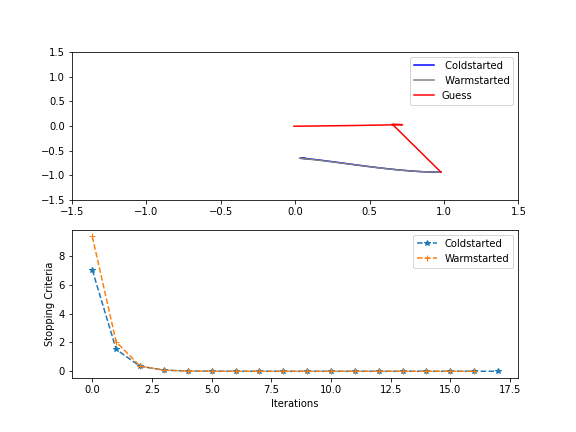 1.5
1.0
0.5
0.0
−0.5
−1.0
−1.5
−1.5 −1.0 −0.5 0.0 0.5 1.0 1.5
Coldstarted
Warmstarted
Guess
8
6
4
2
0
Stopping Criteria
0.0 2.5 5.0 7.5 10.0 12.5 15.0 17.5
Iterations
Coldstarted
Warmstarted